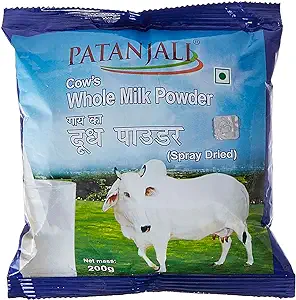 PATANJALI®
Cow's
Whole Milk Powder
गाय का
दूध पाउडर
(Spray Dried)
Net mass:
200g